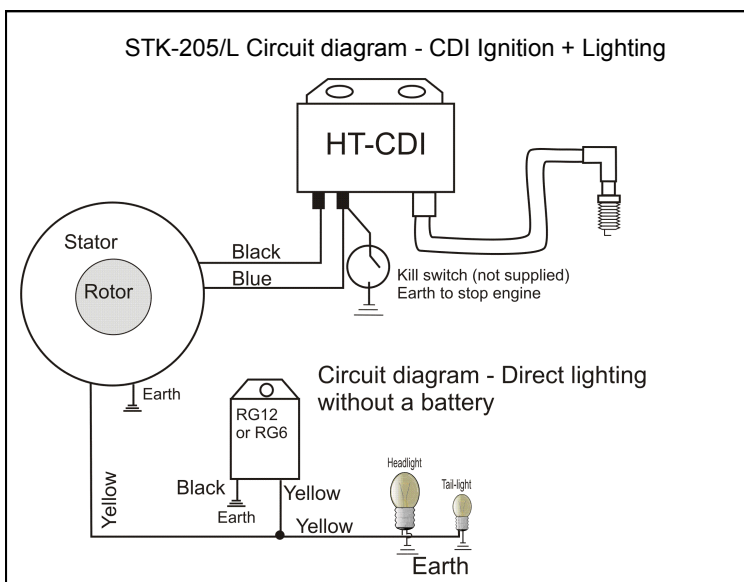 STK-205/L Circuit diagram - CDI Ignition + Lighting
HT-CDI
Stator
Rotor
Black
Blue
Kill switch (not supplied)
Earth to stop engine
Earth
Circuit diagram - Direct lighting
without a battery
RG12
or RG6
Black
Earth
Yellow
Yellow
Yellow
Headlight
Tail-light
Earth